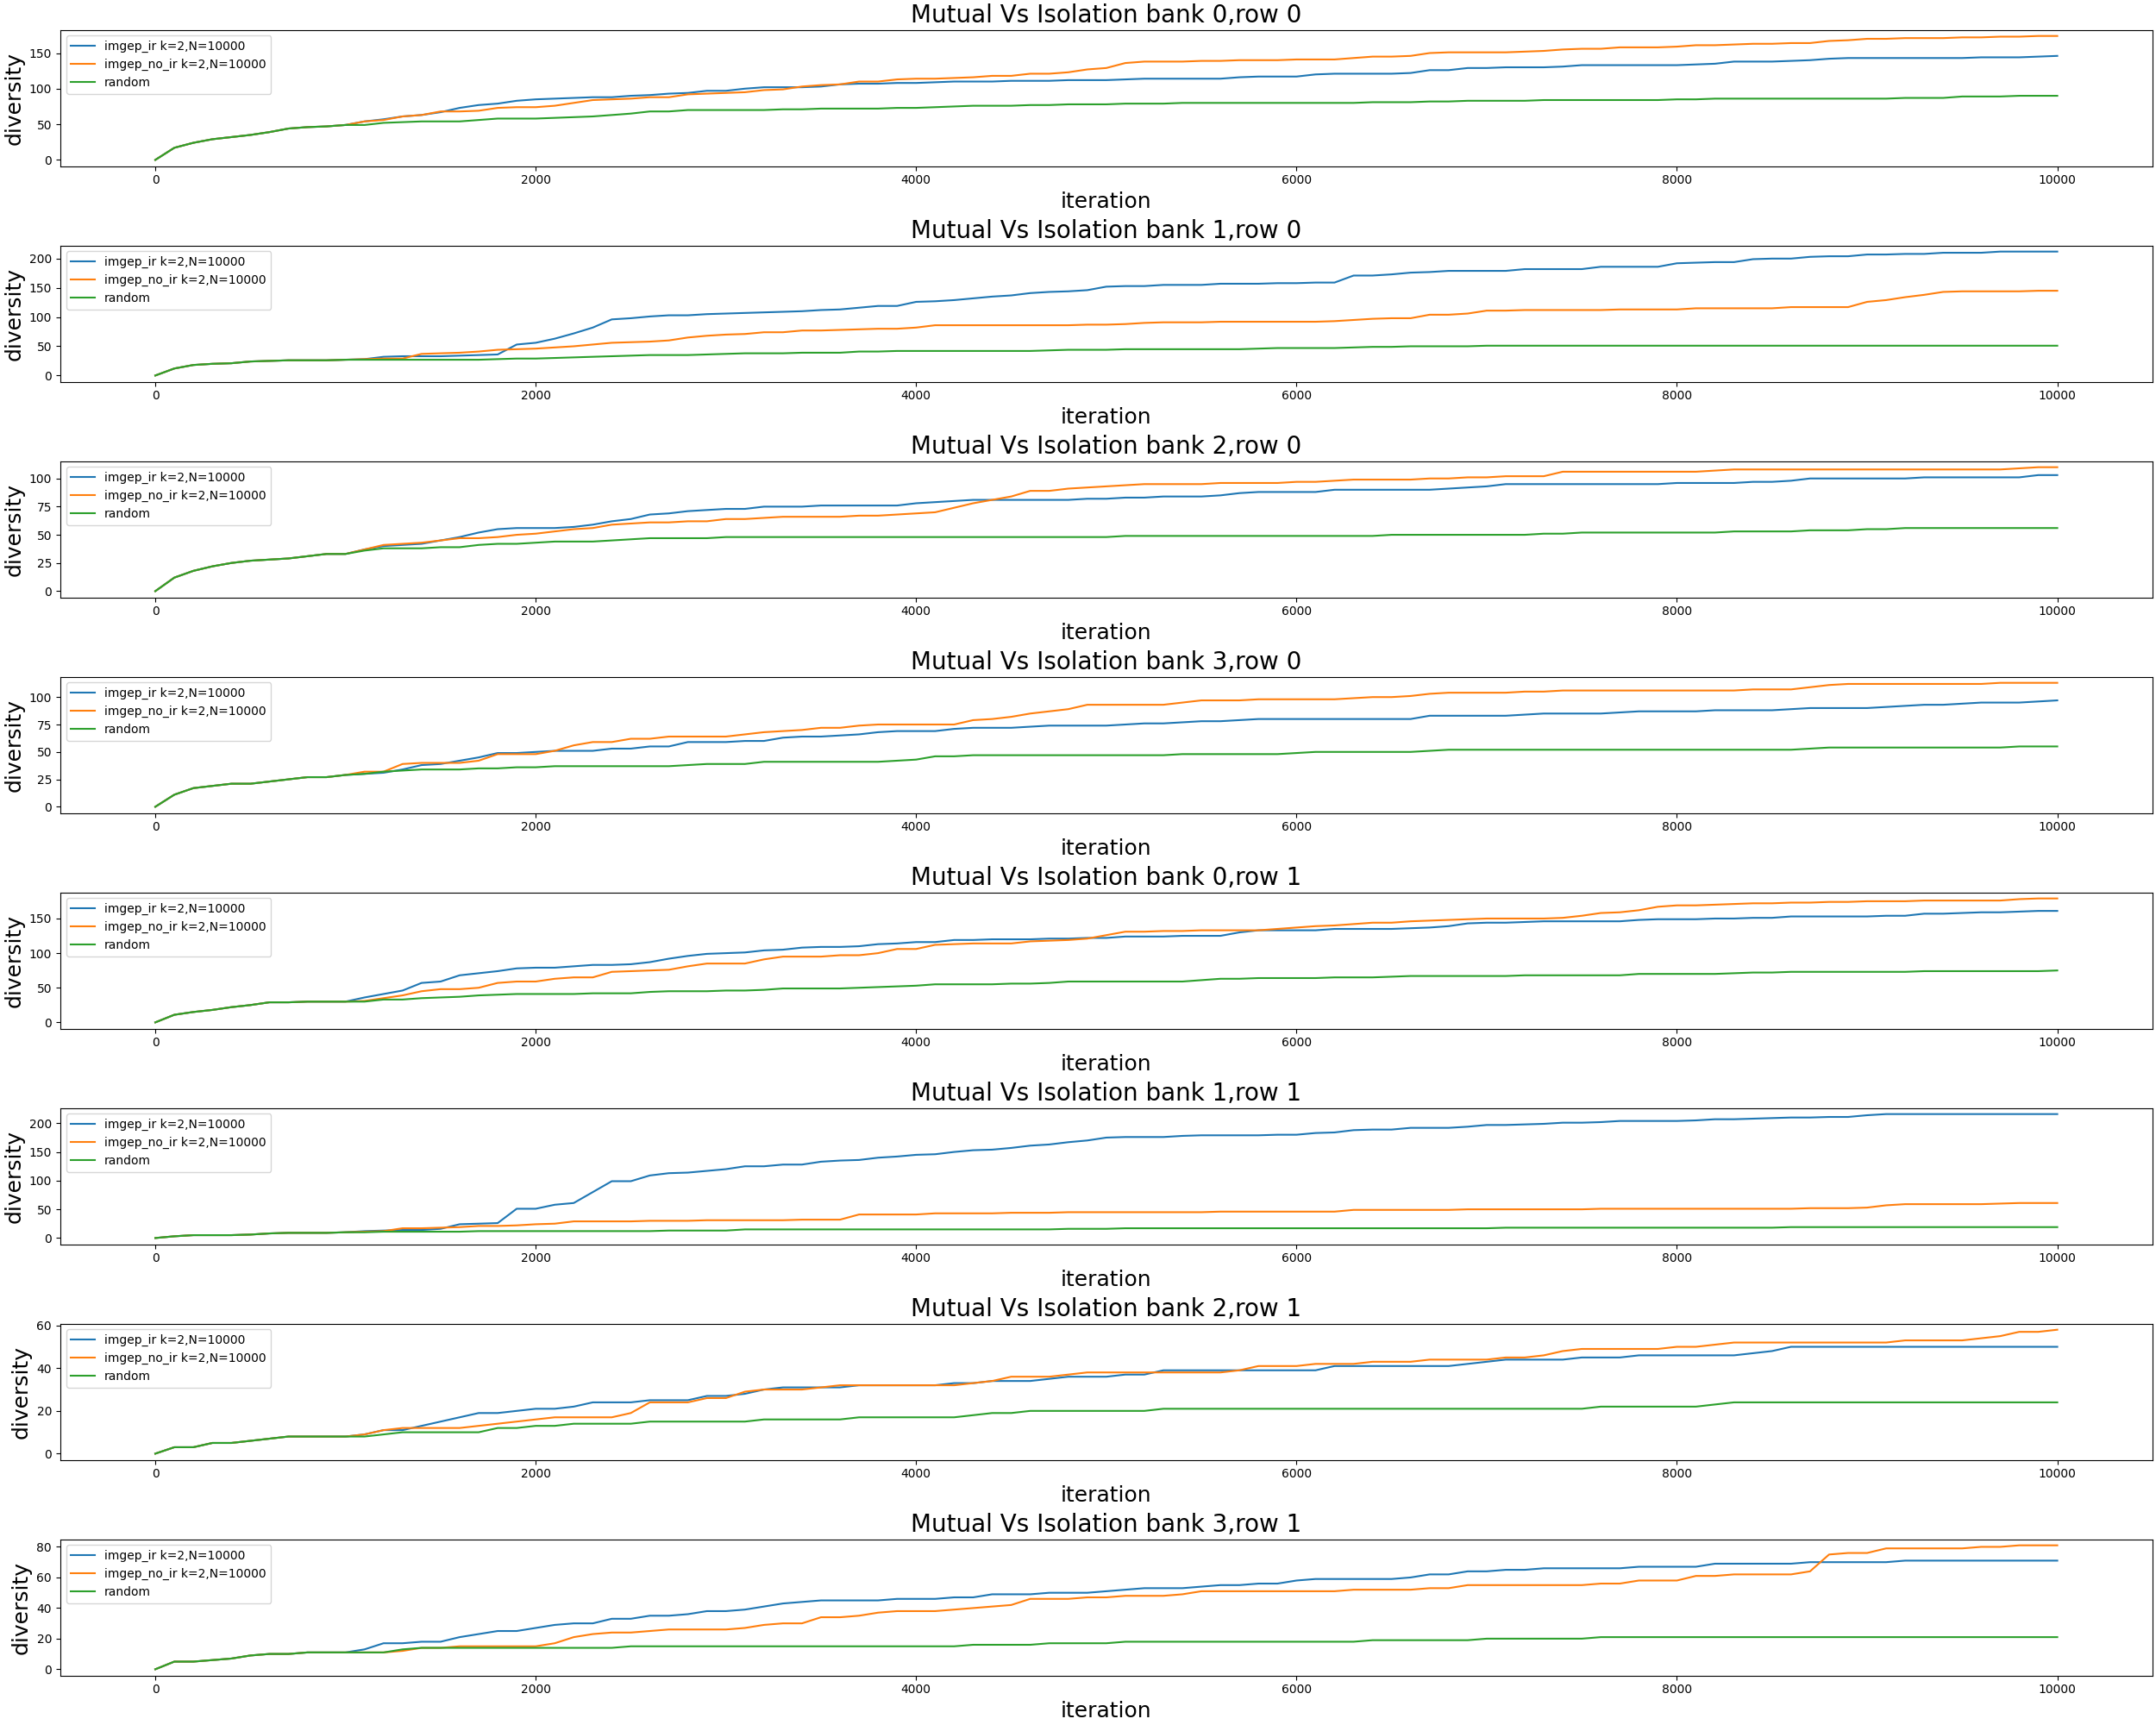 Mutual Vs Isolation bank 0,row 0
diversity
150
100
50
0
imgep_ir k=2,N=10000
imgep_no_ir k=2,N=10000
random
0 2000 4000 6000 8000 10000
iteration
Mutual Vs Isolation bank 1,row 0
diversity
200
150
100
50
0
imgep_ir k=2,N=10000
imgep_no_ir k=2,N=10000
random
0 2000 4000 6000 8000 10000
iteration
Mutual Vs Isolation bank 2,row 0
diversity
100
75
50
25
0
imgep_ir k=2,N=10000
imgep_no_ir k=2,N=10000
random
0 2000 4000 6000 8000 10000
iteration
Mutual Vs Isolation bank 3,row 0
diversity
100
75
50
25
0
imgep_ir k=2,N=10000
imgep_no_ir k=2,N=10000
random
0 2000 4000 6000 8000 10000
iteration
Mutual Vs Isolation bank 0,row 1
diversity
150
100
50
0
imgep_ir k=2,N=10000
imgep_no_ir k=2,N=10000
random
0 2000 4000 6000 8000 10000
iteration
Mutual Vs Isolation bank 1,row 1
diversity
200
150
100
50
0
imgep_ir k=2,N=10000
imgep_no_ir k=2,N=10000
random
0 2000 4000 6000 8000 10000
iteration
Mutual Vs Isolation bank 2,row 1
diversity
60
40
20
0
imgep_ir k=2,N=10000
imgep_no_ir k=2,N=10000
random
0 2000 4000 6000 8000 10000
iteration
Mutual Vs Isolation bank 3,row 1
diversity
80
60
40
20
0
imgep_ir k=2,N=10000
imgep_no_ir k=2,N=10000
random
0 2000 4000 6000 8000 10000
iteration